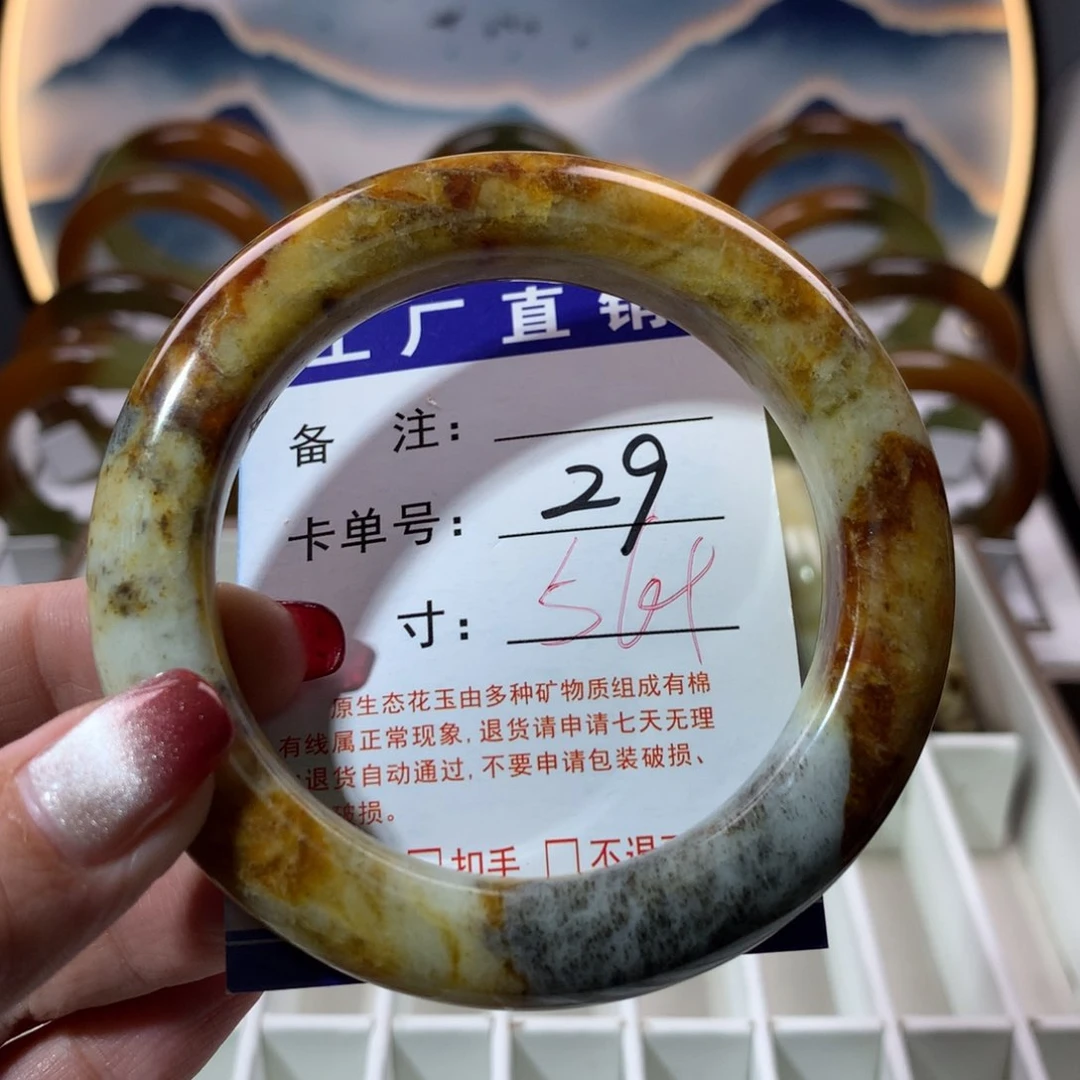 工厂直销
备 注：
卡单号： 29
寸：
原生态花玉由多种矿物质组成有棉
有线属正常现象，退货请申请七天无理
退货自动通过，不要申请包装破损、
破损。
扣手 不退